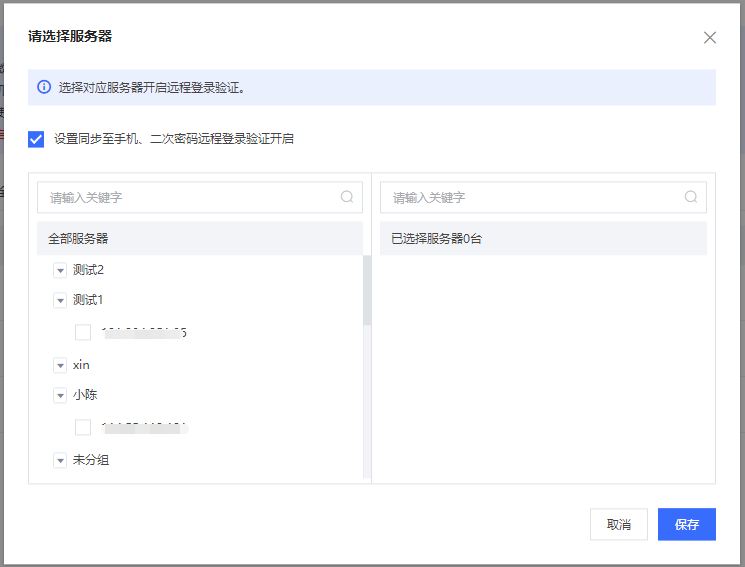 请选择服务器
选择对应服务器开启远程登录验证。
设置同步至手机、二次密码远程登录验证开启
请输入关键字
请输入关键字
全部服务器
已选择服务器0台
测试2
测试1
xin
小陈
未分组
取消
保存